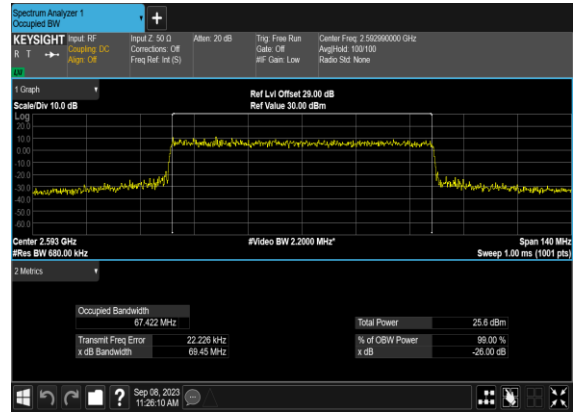 Spectrum Analyzer 1
Occupied BW
KEYSIGHT Input: RF Input Z: 50 Ω Atten: 20 dB Trig: Free Run Center Freq: 2.592990000 GHz
R T Coupling: DC Corrections: Off Gate: Off Avg|Hold: 100/100
Align: Off Freq Ref: Int (S) #IF Gain: Low Radio Std: None
LW
1 Graph
Ref Lvl Offset 29.00 dB
Scale/Div 10.0 dB Ref Value 30.00 dBm
Log
20.0
10.0
0.00
-10.0
-20.0
-30.0
-40.0
-50.0
-60.0
Center 2.593 GHz #Video BW 2.2000 MHz* Span 140 MHz
#Res BW 680.00 kHz Sweep 1.00 ms (1001 pts)
2 Metrics
Occupied Bandwidth
67.422 MHz Total Power 25.6 dBm
Transmit Freq Error 22.226 kHz % of OBW Power 99.00 %
x dB Bandwidth 69.45 MHz x dB -26.00 dB
? Sep 08, 2023
11:26:10 AM